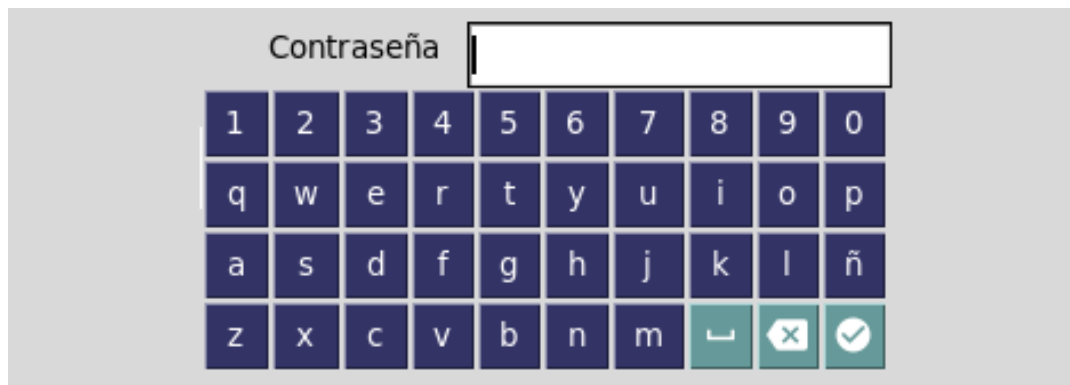 Contraseña
1 2 3 4 5 6 7 8 9 0
q w e r t y u i o p
a s d f g h j k l ñ
z x c v b n m